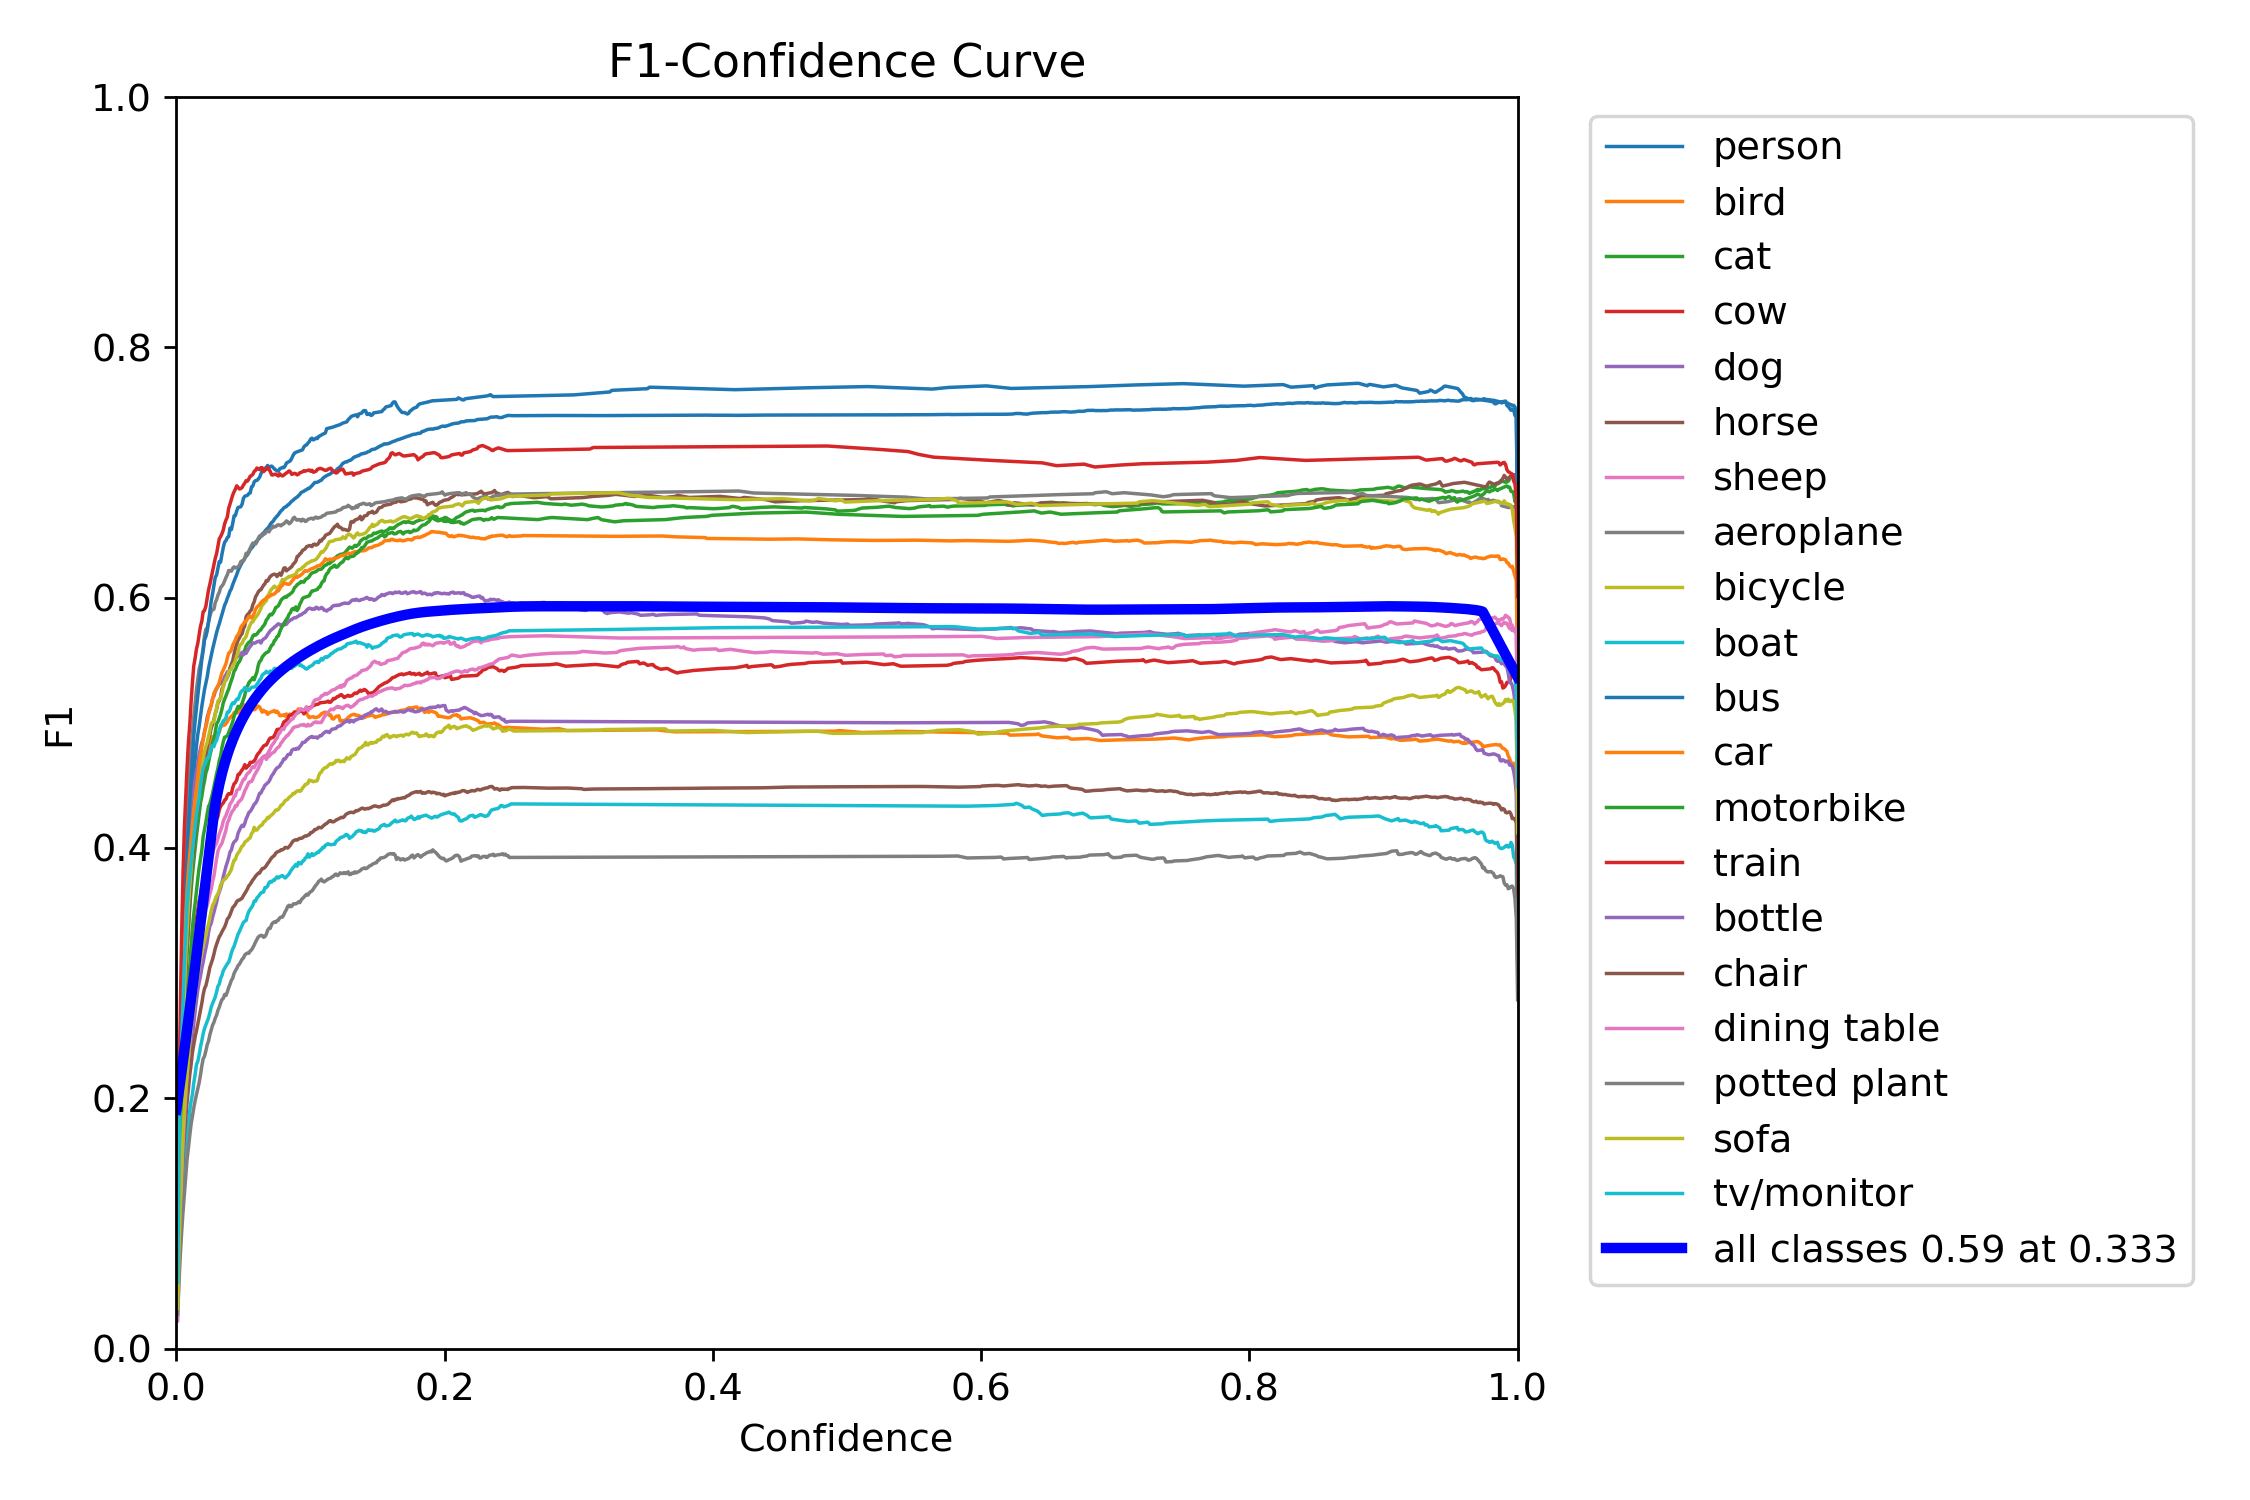 F1-Confidence Curve
1.0
0.8
0.6
0.4
0.2
0.0
F1
0.0 0.2 0.4 0.6 0.8 1.0
Confidence
person
bird
cat
cow
dog
horse
sheep
aeroplane
bicycle
boat
bus
car
motorbike
train
bottle
chair
dining table
potted plant
sofa
tv/monitor
all classes 0.59 at 0.333